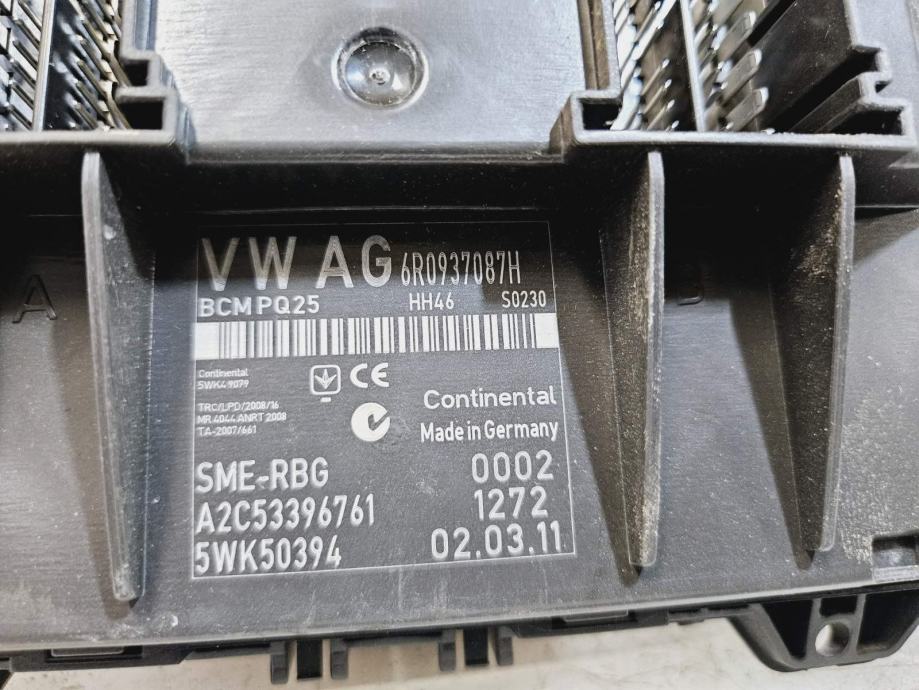 A
B
VW AG 6R0937087H
BCM PQ25 HH46 S0230
Continental
5WK49079
TRC/LPD/2008/16
MR 4044 ANRT 2008
TA-2007/661
CE
Continental
Made in Germany
SME-RBG 0002
A2C53396761 1272
5WK50394 02.03.11